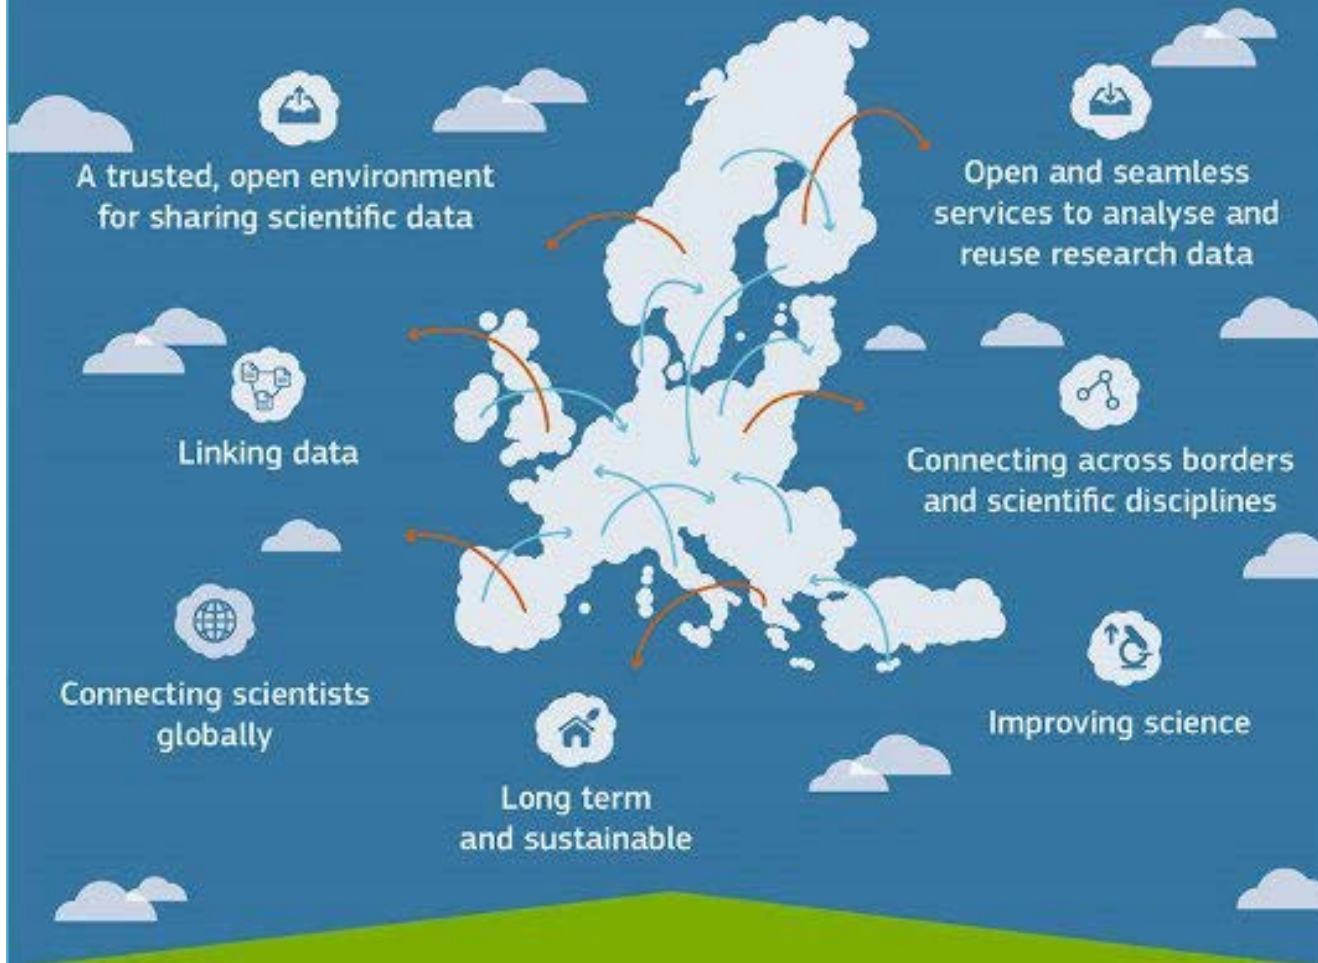 A trusted, open environment
for sharing scientific data
Open and seamless
services to analyse and
reuse research data
Linking data
Connecting across borders
and scientific disciplines
Connecting scientists
globally
Improving science
Long term
and sustainable